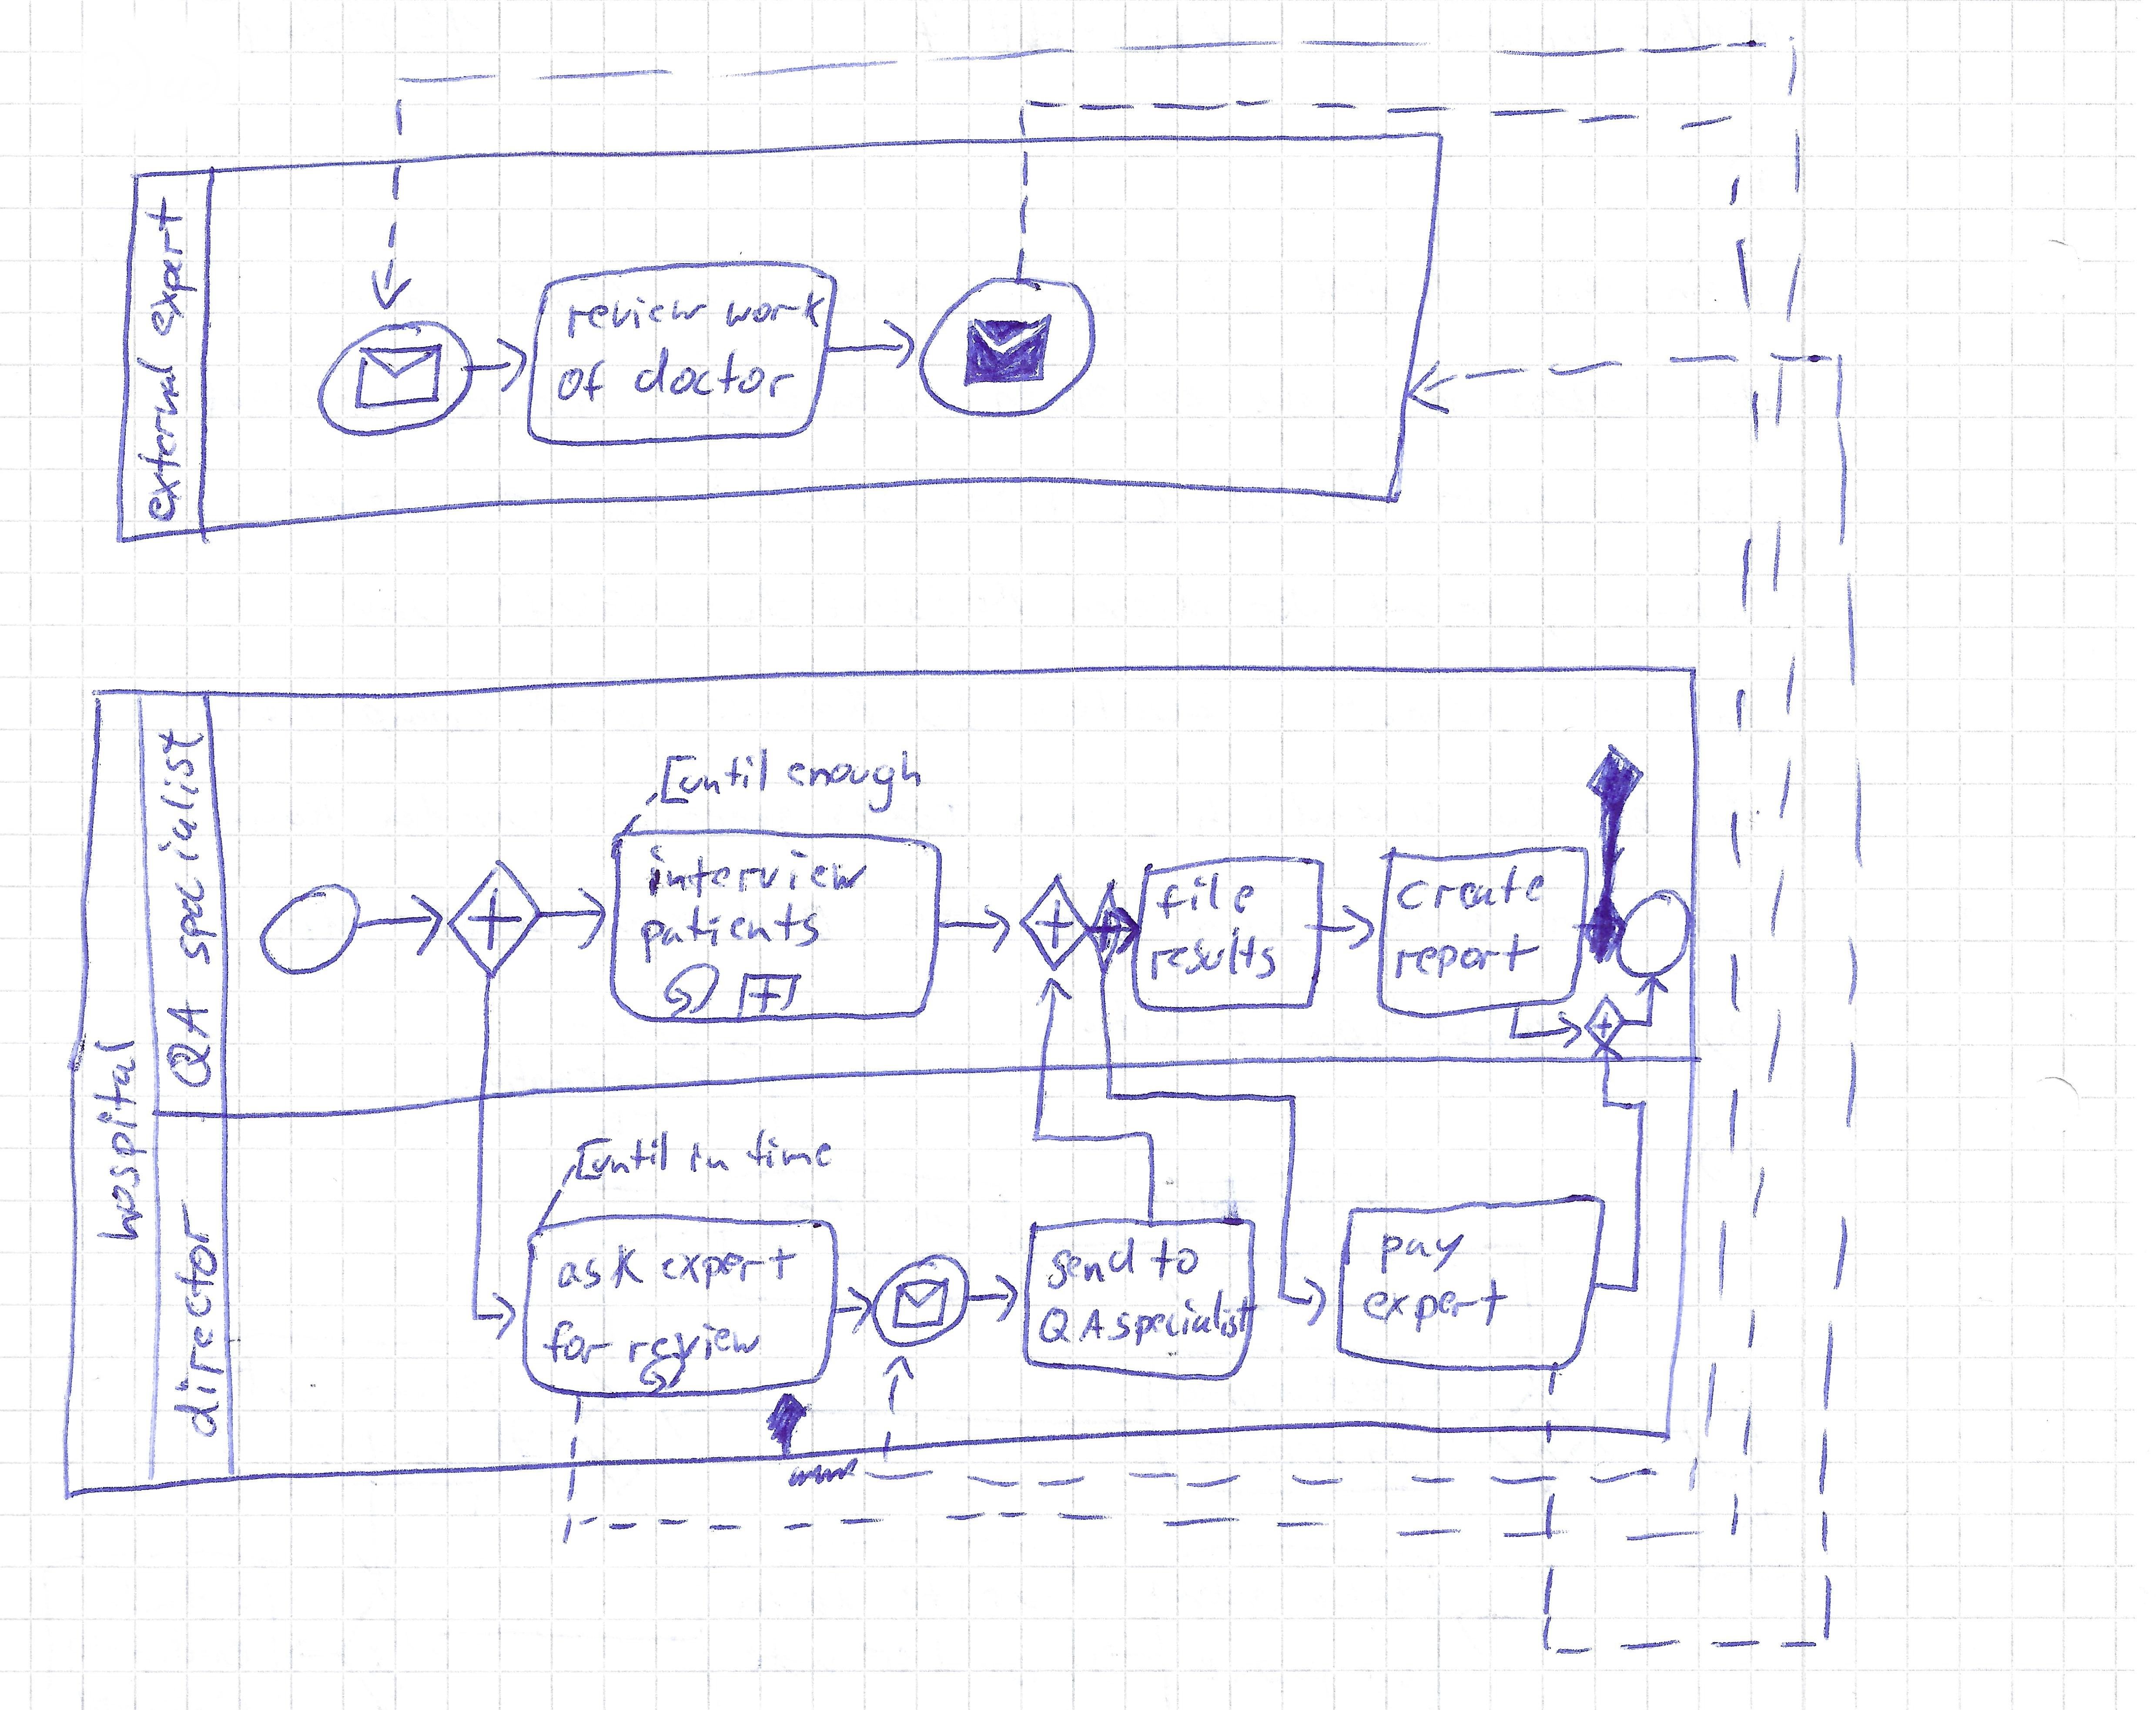 external expert
review work
of doctor
hospital
QA specialist
until enough
interview
patients
file
results
create
report
director
until in time
ask expert
for review
send to
QA specialist
pay
expert